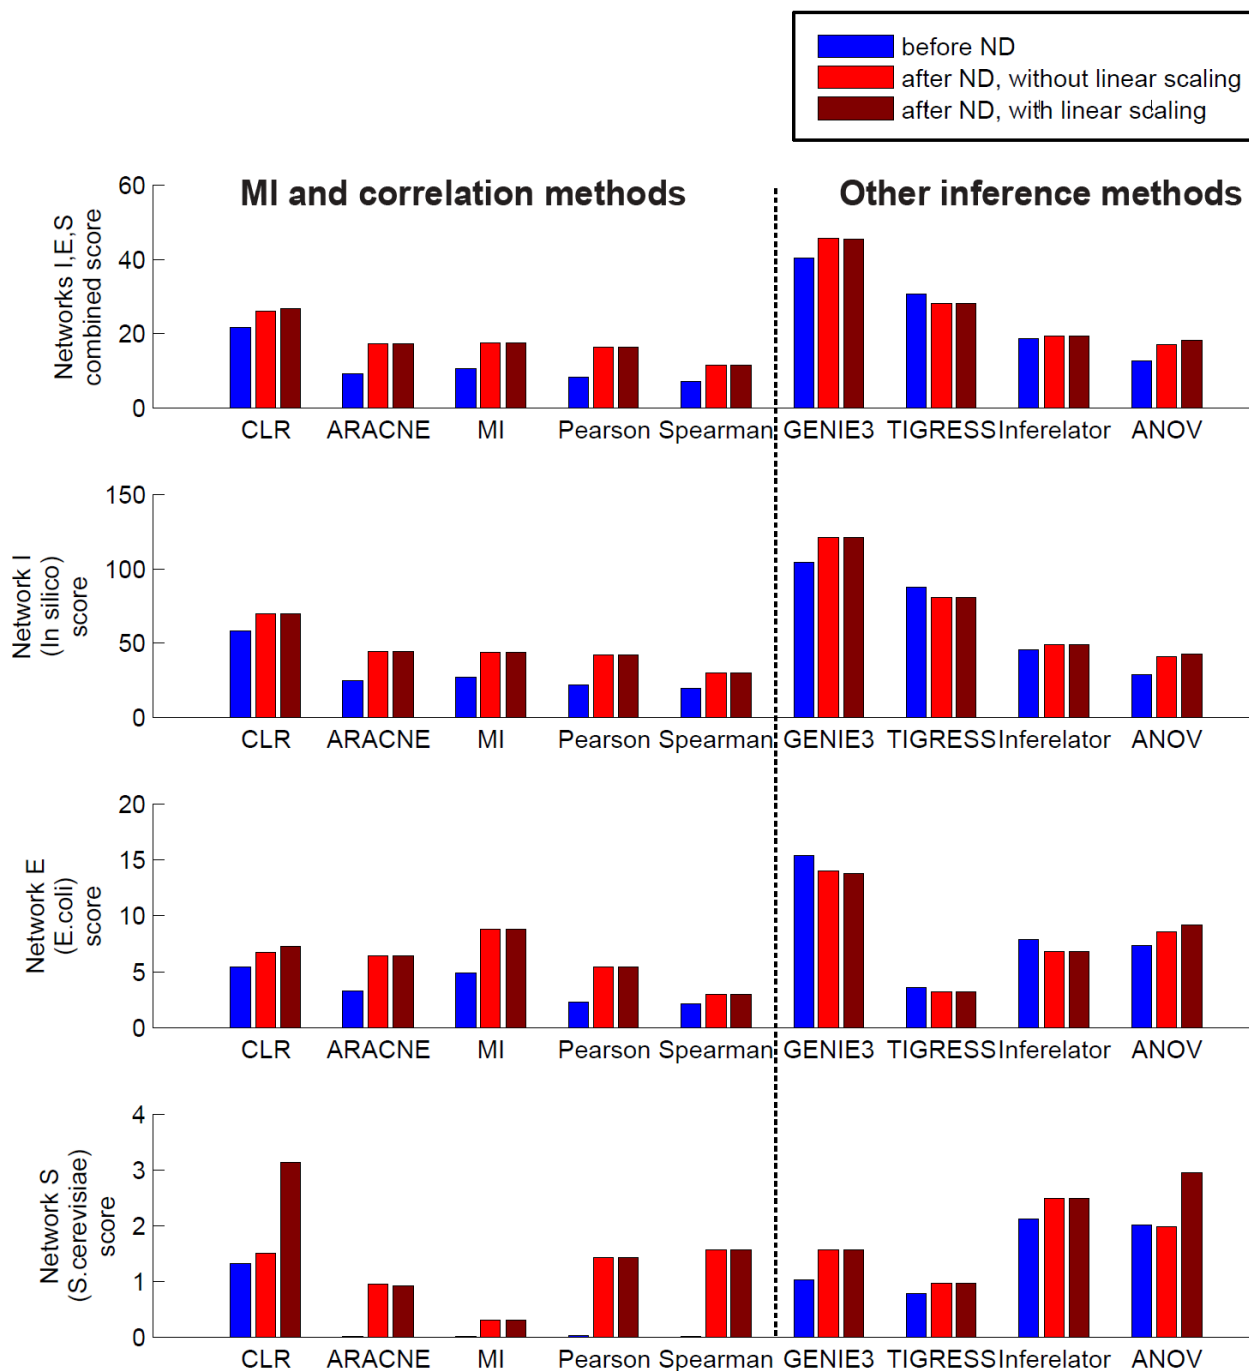 before ND
after ND, without linear scaling
after ND, with linear scaling
MI and correlation methods
Other inference methods
Networks I,E,S
combined score
60
40
20
0
CLR ARACNE MI Pearson Spearman GENIE3 TIGRESS Inferelator ANOV
Network I
(In silico)
score
150
100
50
0
CLR ARACNE MI Pearson Spearman GENIE3 TIGRESS Inferelator ANOV
Network E
(E.coli)
score
20
15
10
5
0
CLR ARACNE MI Pearson Spearman GENIE3 TIGRESS Inferelator ANOV
Network S
(S.cerevisiae)
score
4
3
2
1
0
CLR ARACNE MI Pearson Spearman GENIE3 TIGRESS Inferelator ANOV